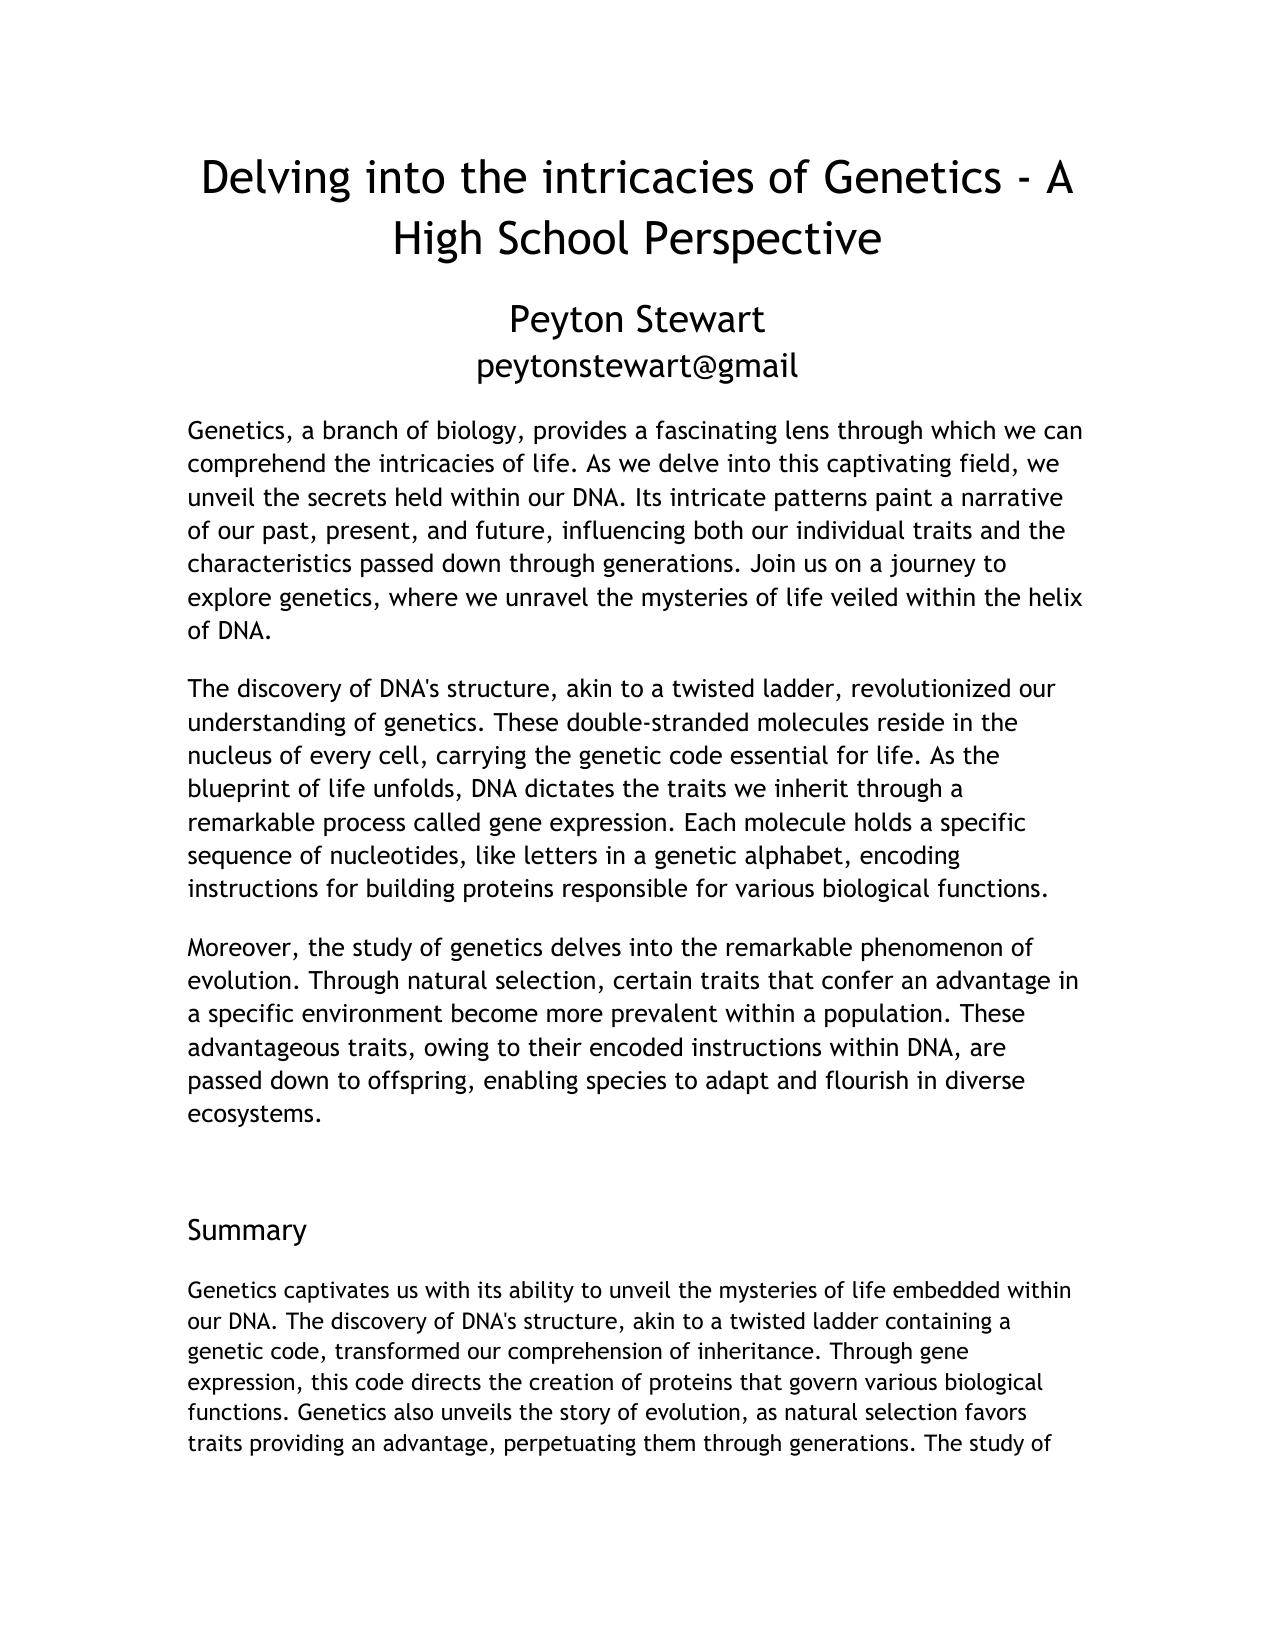 Delving into the intricacies of Genetics - A
High School Perspective
Peyton Stewart
peytonstewart@gmail
Genetics, a branch of biology, provides a fascinating lens through which we can
comprehend the intricacies of life. As we delve into this captivating field, we
unveil the secrets held within our DNA. Its intricate patterns paint a narrative
of our past, present, and future, influencing both our individual traits and the
characteristics passed down through generations. Join us on a journey to
explore genetics, where we unravel the mysteries of life veiled within the helix
of DNA.
The discovery of DNA's structure, akin to a twisted ladder, revolutionized our
understanding of genetics. These double-stranded molecules reside in the
nucleus of every cell, carrying the genetic code essential for life. As the
blueprint of life unfolds, DNA dictates the traits we inherit through a
remarkable process called gene expression. Each molecule holds a specific
sequence of nucleotides, like letters in a genetic alphabet, encoding
instructions for building proteins responsible for various biological functions.
Moreover, the study of genetics delves into the remarkable phenomenon of
evolution. Through natural selection, certain traits that confer an advantage in
a specific environment become more prevalent within a population. These
advantageous traits, owing to their encoded instructions within DNA, are
passed down to offspring, enabling species to adapt and flourish in diverse
ecosystems.
Summary
Genetics captivates us with its ability to unveil the mysteries of life embedded within
our DNA. The discovery of DNA's structure, akin to a twisted ladder containing a
genetic code, transformed our comprehension of inheritance. Through gene
expression, this code directs the creation of proteins that govern various biological
functions. Genetics also unveils the story of evolution, as natural selection favors
traits providing an advantage, perpetuating them through generations. The study of